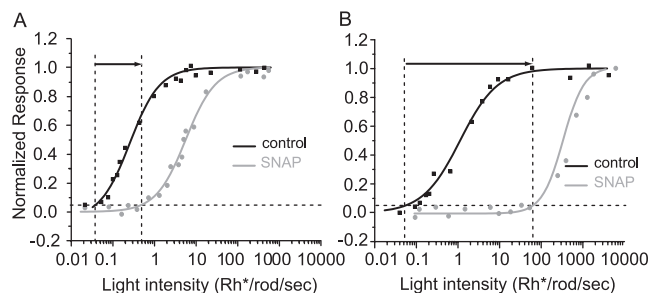 A
Normalized Response
1.2
1.0
0.8
0.6
0.4
0.2
0.0
-0.2
control
SNAP
0.01 0.1 1 10 100 1000 10000
Light intensity (Rh*/rod/sec)
B
1.2
1.0
0.8
0.6
0.4
0.2
0.0
-0.2
control
SNAP
0.01 0.1 1 10 100 1000 10000
Light intensity (Rh*/rod/sec)